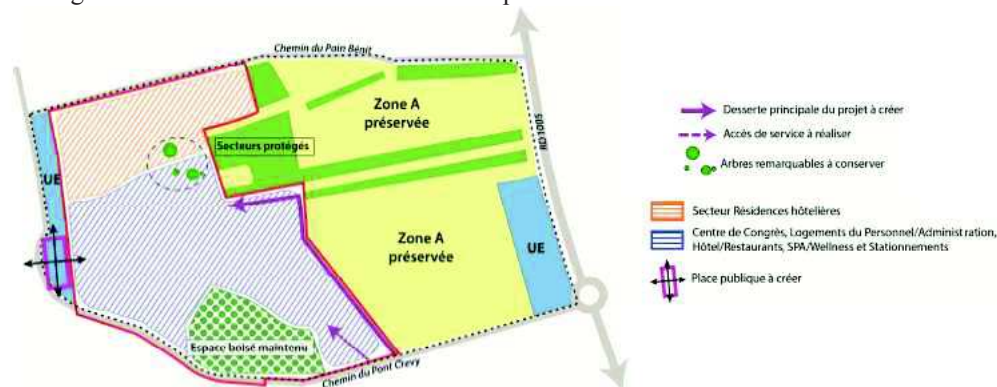 Chemin du Pain Bénit
Zone A
préservée
RD 1005
Secteurs protégés
UE
Zone A
préservée
UE
Espace boisé maintenu
Chemin du Pont Crevy
Desserte principale du projet à créer
Accès de service à réaliser
Arbres remarquables à conserver
Secteur Résidences hôtelières
Centre de Congrès, Logements du Personnel/Administration,
Hôtel/Restaurants, SPA/Wellness et Stationnements
Place publique à créer